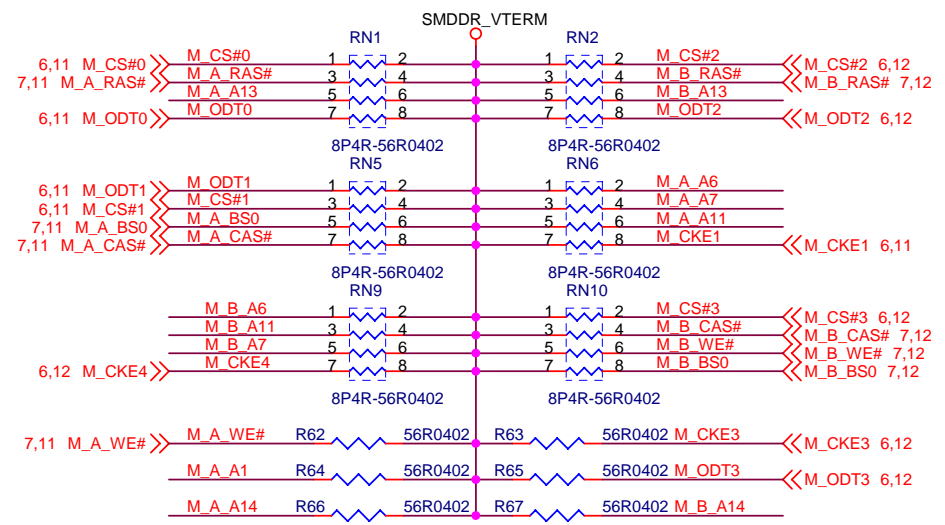 SMDDR_VTERM
RN1 RN2
6,11 M_CS#0 M_CS#0 1 2 1 2 M_CS#2 M_CS#2 6,12
7,11 M_A_RAS# M_A_RAS# 3 4 3 4 M_B_RAS# M_B_RAS# 7,12
M_A_A13 5 6 5 6 M_B_A13
6,11 M_ODT0 M_ODT0 7 8 7 8 M_ODT2 M_ODT2 6,12
8P4R-56R0402 8P4R-56R0402
RN5 RN6
6,11 M_ODT1 M_ODT1 1 2 1 2 M_A_A6
6,11 M_CS#1 M_CS#1 3 4 3 4 M_A_A7
7,11 M_A_BS0 M_A_BS0 5 6 5 6 M_A_A11
7,11 M_A_CAS# M_A_CAS# 7 8 7 8 M_CKE1 M_CKE1 6,11
8P4R-56R0402 8P4R-56R0402
RN9 RN10
M_B_A6 1 2 1 2 M_CS#3 M_CS#3 6,12
M_B_A11 3 4 3 4 M_B_CAS# M_B_CAS# 7,12
M_B_A7 5 6 5 6 M_B_WE# M_B_WE# 7,12
6,12 M_CKE4 M_CKE4 7 8 7 8 M_B_BS0 M_B_BS0 7,12
8P4R-56R0402 8P4R-56R0402
7,11 M_A_WE# M_A_WE# R62 56R0402 R63 56R0402 M_CKE3 M_CKE3 6,12
M_A_A1 R64 56R0402 R65 56R0402 M_ODT3 M_ODT3 6,12
M_A_A14 R66 56R0402 R67 56R0402 M_B_A14